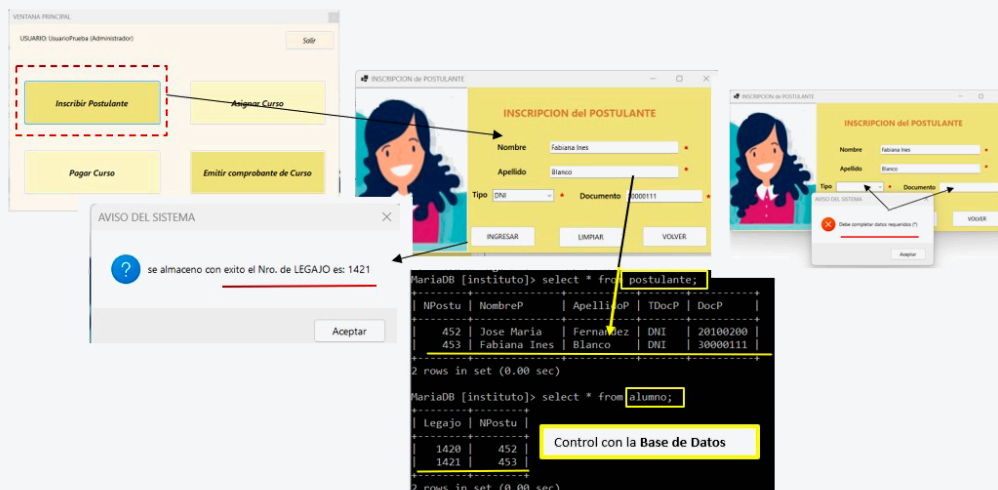 VENTANA PRINCIPAL
USUARIO: UsuarioPrueba (Administrador)
Salir
Inscribir Postulante
Asignar Curso
Pagar Curso
Emitir comprobante de Curso
INSCRIPCION de POSTULANTE
INSCRIPCION del POSTULANTE
Nombre
Fabiana Ines
*
Apellido
Blanco
*
Tipo
DNI
*
Documento
30000111
*
INGRESAR
LIMPIAR
VOLVER
INSCRIPCION de POSTULANTE
INSCRIPCION del POSTULANTE
Nombre
Fabiana Ines
*
Apellido
Blanco
*
Tipo
*
Documento
*
VOLVER
AVISO DEL SISTEMA
Debe completar datos requeridos (*)
Aceptar
AVISO DEL SISTEMA
se almaceno con exito el Nro. de LEGAJO es: 1421
Aceptar
MariaDB [instituto]> select * from postulante;
+--------+--------------+-----------+-------+----------+
| NPostu | NombreP | ApellidoP | TDocP | DocP |
+--------+--------------+-----------+-------+----------+
| 452 | Jose Maria | Fernandez | DNI | 20100200 |
| 453 | Fabiana Ines | Blanco | DNI | 30000111 |
+--------+--------------+-----------+-------+----------+
2 rows in set (0.00 sec)
MariaDB [instituto]> select * from alumno;
+--------+--------+
| Legajo | NPostu |
+--------+--------+
| 1420 | 452 |
| 1421 | 453 |
+--------+--------+
2 rows in set (0.00 sec)
Control con la Base de Datos